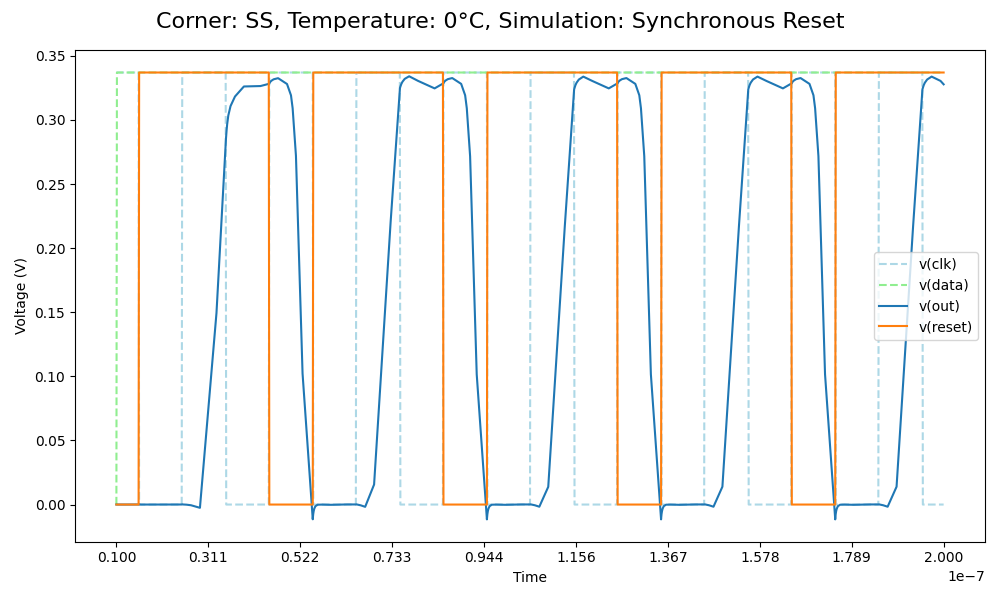 Corner: SS, Temperature: 0°C, Simulation: Synchronous Reset
Voltage (V)
0.35
0.30
0.25
0.20
0.15
0.10
0.05
0.00
v(clk)
v(data)
v(out)
v(reset)
0.100 0.311 0.522 0.733 0.944 1.156 1.367 1.578 1.789 2.000
1e−7
Time